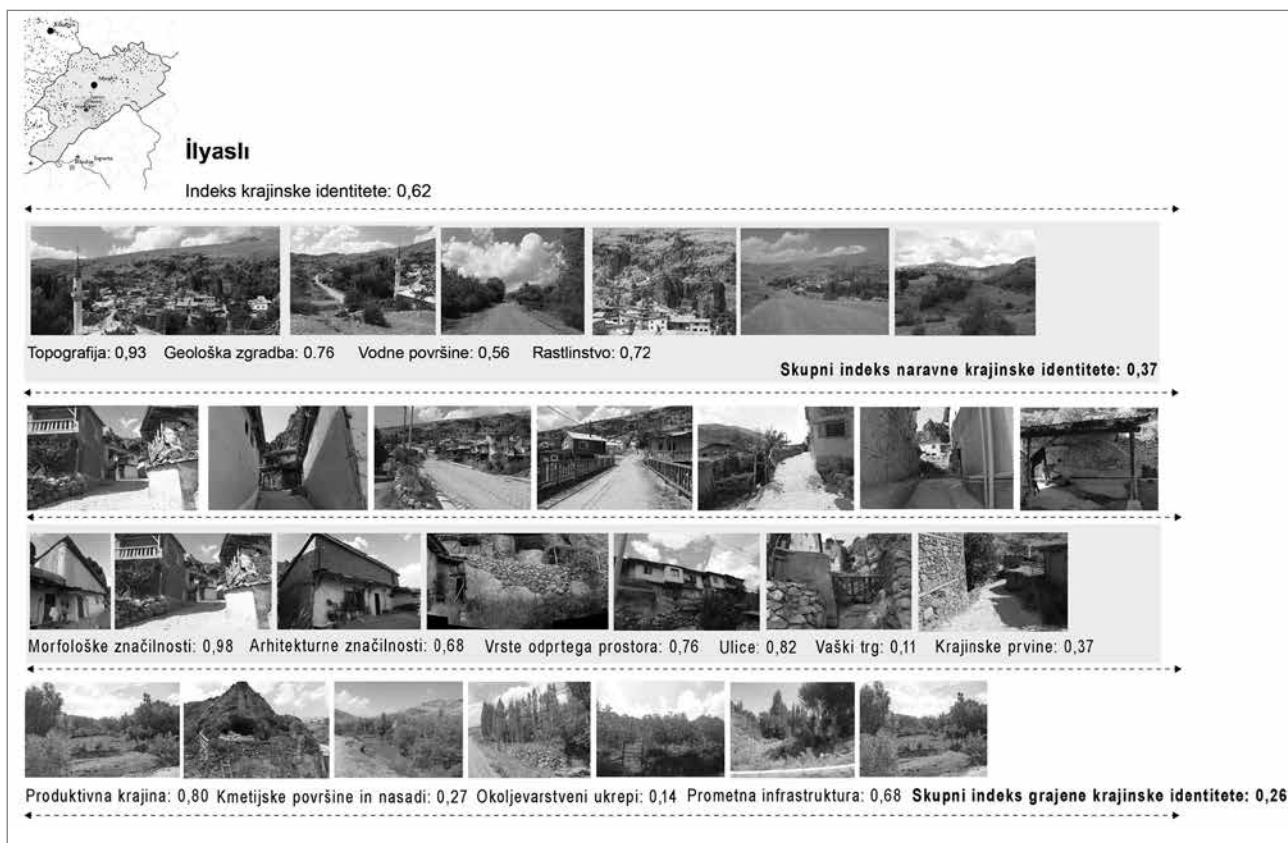 İlyaslı
Indeks krajinske identitete: 0,62
Topografija: 0,93 Geološka zgradba: 0.76 Vodne površine: 0,56 Rastlinstvo: 0,72
Skupni indeks naravne krajinske identitete: 0,37
Morfološke značilnosti: 0,98 Arhitekturne značilnosti: 0,68 Vrste odprtega prostora: 0,76 Ulice: 0,82 Vaški trg: 0,11 Krajinske prvine: 0,37
Produktivna krajina: 0,80 Kmetijske površine in nasadi: 0,27 Okoljevarstveni ukrepi: 0,14 Prometna infrastruktura: 0,68 Skupni indeks grajene krajinske identitete: 0,26